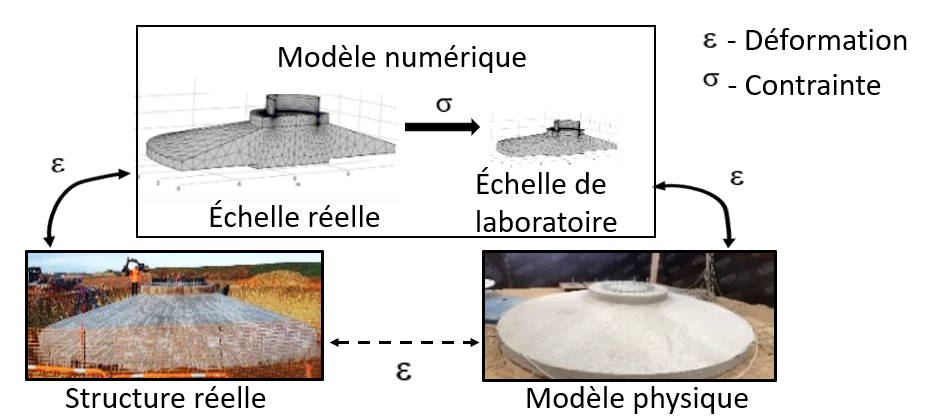 Modèle numérique
ε - Déformation
σ - Contrainte
σ
ε
ε
Échelle réelle
Échelle de
laboratoire
ε
Structure réelle
Modèle physique